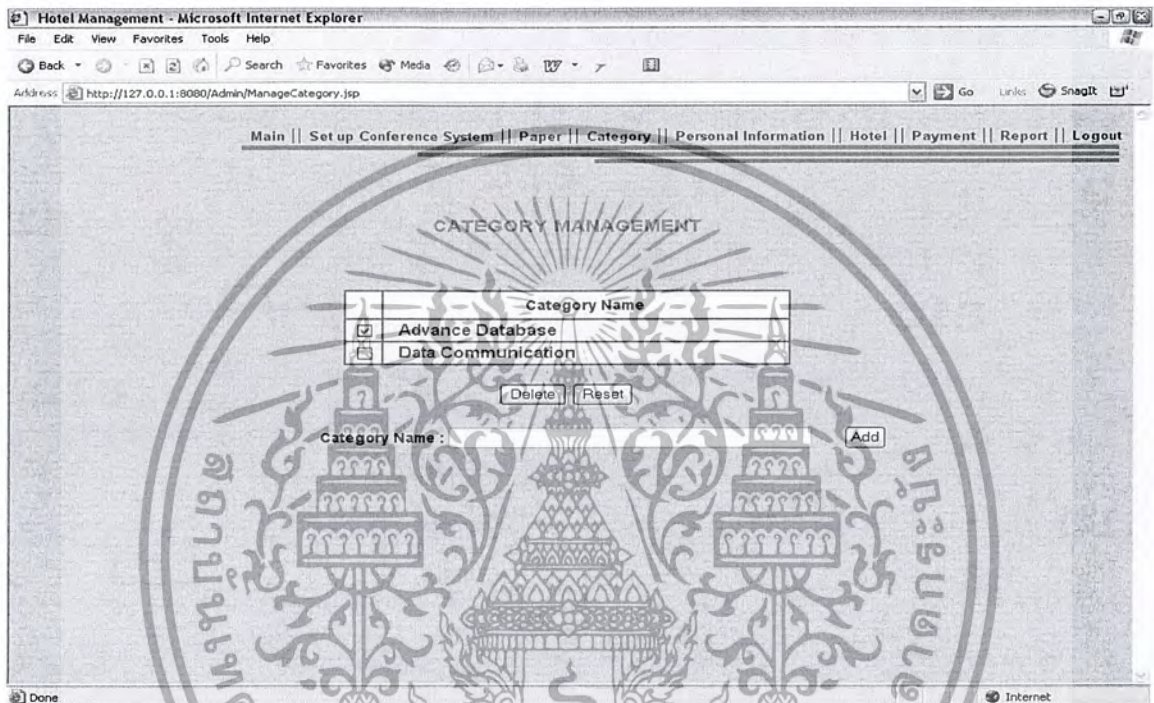 Hotel Management - Microsoft Internet Explorer
File Edit View Favorites Tools Help
Back Search Favorites Media
Address http://127.0.0.1:8080/Admin/ManageCategory.jsp Go Links SnagIt
Main || Set up Conference System || Paper || Category || Personal Information || Hotel || Payment || Report || Logout
CATEGORY MANAGEMENT
Category Name
Advance Database
Data Communication
Delete Reset
Category Name : Add
Done Internet